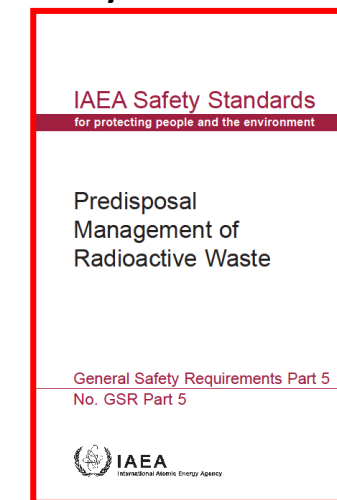 IAEA Safety Standards
for protecting people and the environment
Predisposal
Management of
Radioactive Waste
General Safety Requirements Part 5
No. GSR Part 5
IAEA
International Atomic Energy Agency